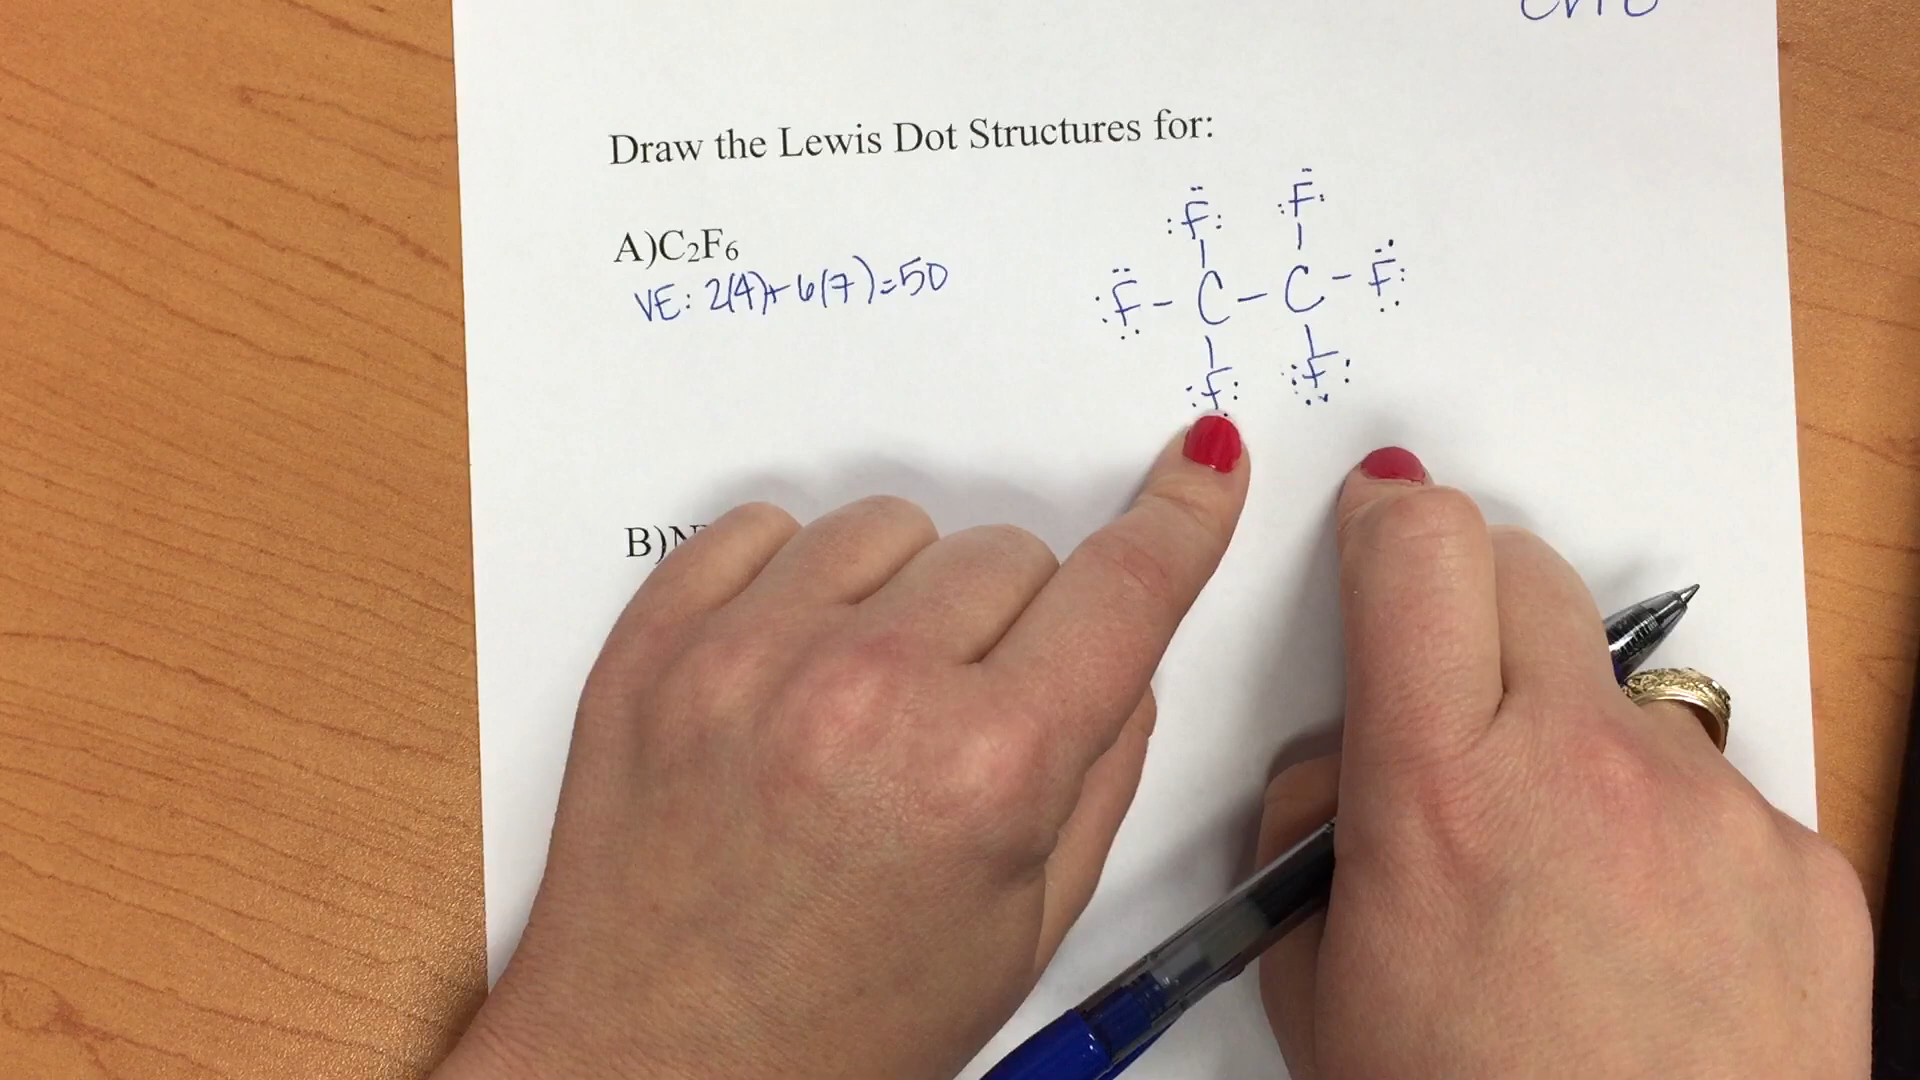 Draw the Lewis Dot Structures for:
A)C₂F₆
VE: 2(4)+6(7)=50
F F
F - C - C - F
F F
B)